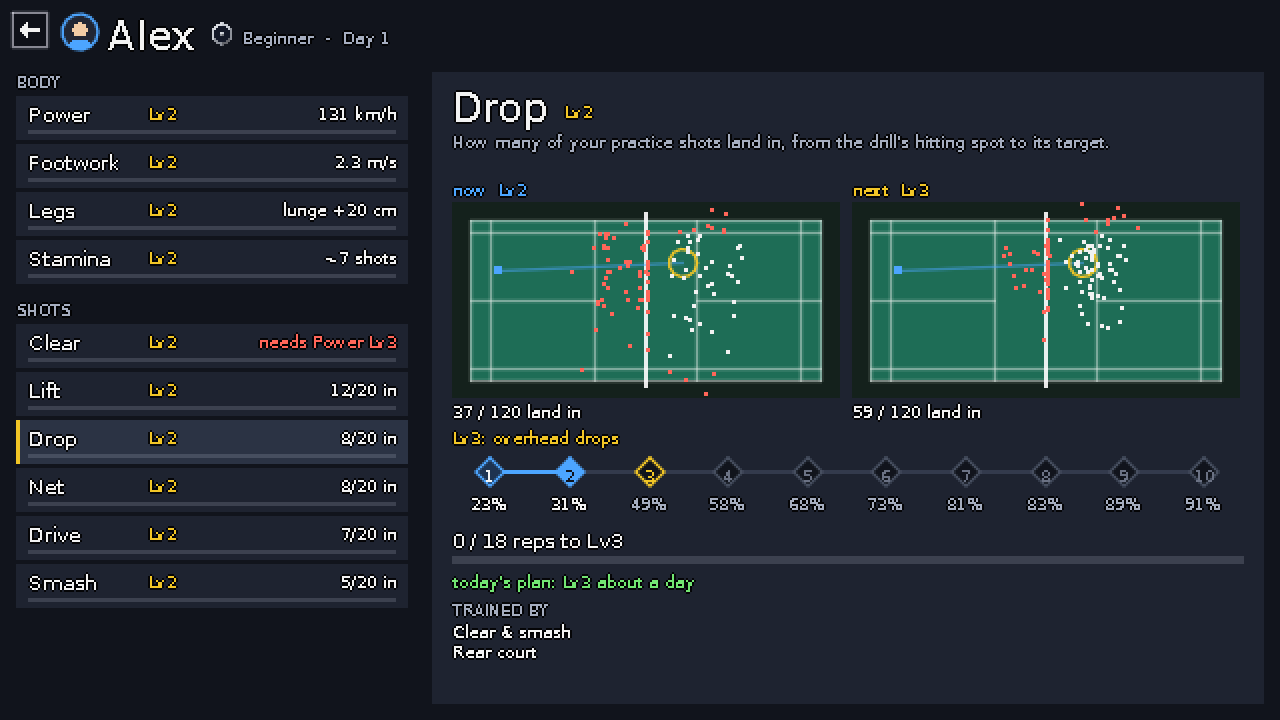 Alex Beginner - Day 1
BODY
Power Lv2 131 km/h
Footwork Lv2 2.3 m/s
Legs Lv2 lunge +20 cm
Stamina Lv2 ~7 shots
SHOTS
Clear Lv2 needs Power Lv3
Lift Lv2 12/20 in
Drop Lv2 8/20 in
Net Lv2 8/20 in
Drive Lv2 7/20 in
Smash Lv2 5/20 in
Drop Lv2
How many of your practice shots land in, from the drill's hitting spot to its target.
now Lv2
next Lv3
37 / 120 land in
59 / 120 land in
Lv3: overhead drops
1 2 3 4 5 6 7 8 9 10
23% 31% 49% 58% 68% 73% 81% 83% 89% 91%
0 / 18 reps to Lv3
today's plan: Lv3 about a day
TRAINED BY
Clear & smash
Rear court